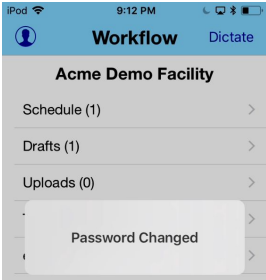 iPod 9:12 PM
Workflow Dictate
Acme Demo Facility
Schedule (1)
Drafts (1)
Uploads (0)
Password Changed